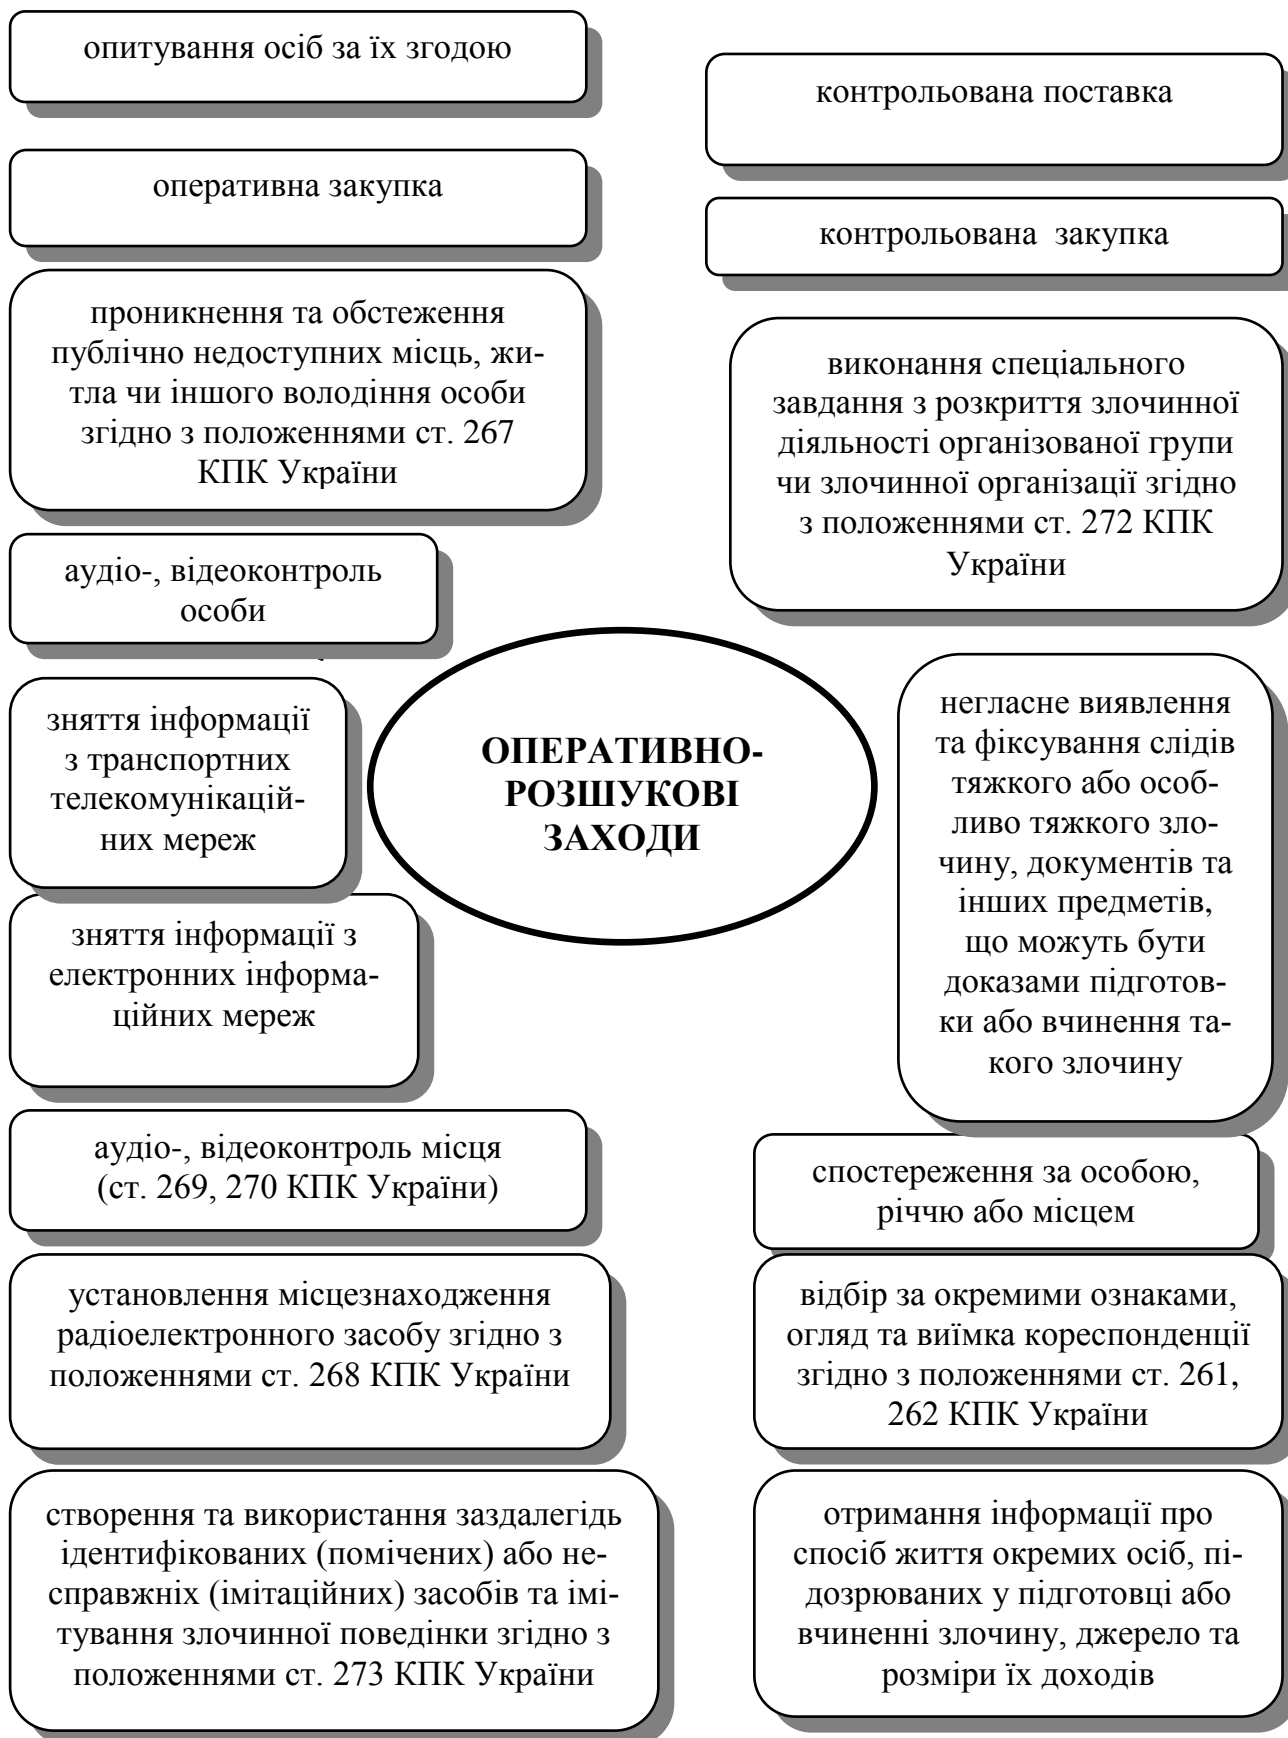 опитування осіб за їх згодою
контрольована поставка
оперативна закупка
контрольована закупка
проникнення та обстеження
публічно недоступних місць, жи-
тла чи іншого володіння особи
згідно з положеннями ст. 267
КПК України
виконання спеціального
завдання з розкриття злочинної
діяльності організованої групи
чи злочинної організації згідно
з положеннями ст. 272 КПК
України
аудіо-, відеоконтроль
особи
зняття інформації
з транспортних
телекомунікацій-
них мереж
ОПЕРАТИВНО-
РОЗШУКОВІ
ЗАХОДИ
негласне виявлення
та фіксування слідів
тяжкого або особ-
ливо тяжкого зло-
чину, документів та
інших предметів,
що можуть бути
доказами підготов-
ки або вчинення та-
кого злочину
зняття інформації з
електронних інформа-
ційних мереж
аудіо-, відеоконтроль місця
(ст. 269, 270 КПК України)
спостереження за особою,
річчю або місцем
установлення місцезнаходження
радіоелектронного засобу згідно з
положеннями ст. 268 КПК України
відбір за окремими ознаками,
огляд та виїмка кореспонденції
згідно з положеннями ст. 261,
262 КПК України
створення та використання заздалегідь
ідентифікованих (помічених) або не-
справжніх (імітаційних) засобів та імі-
тування злочинної поведінки згідно з
положеннями ст. 273 КПК України
отримання інформації про
спосіб життя окремих осіб, пі-
дозрюваних у підготовці або
вчиненні злочину, джерело та
розміри їх доходів